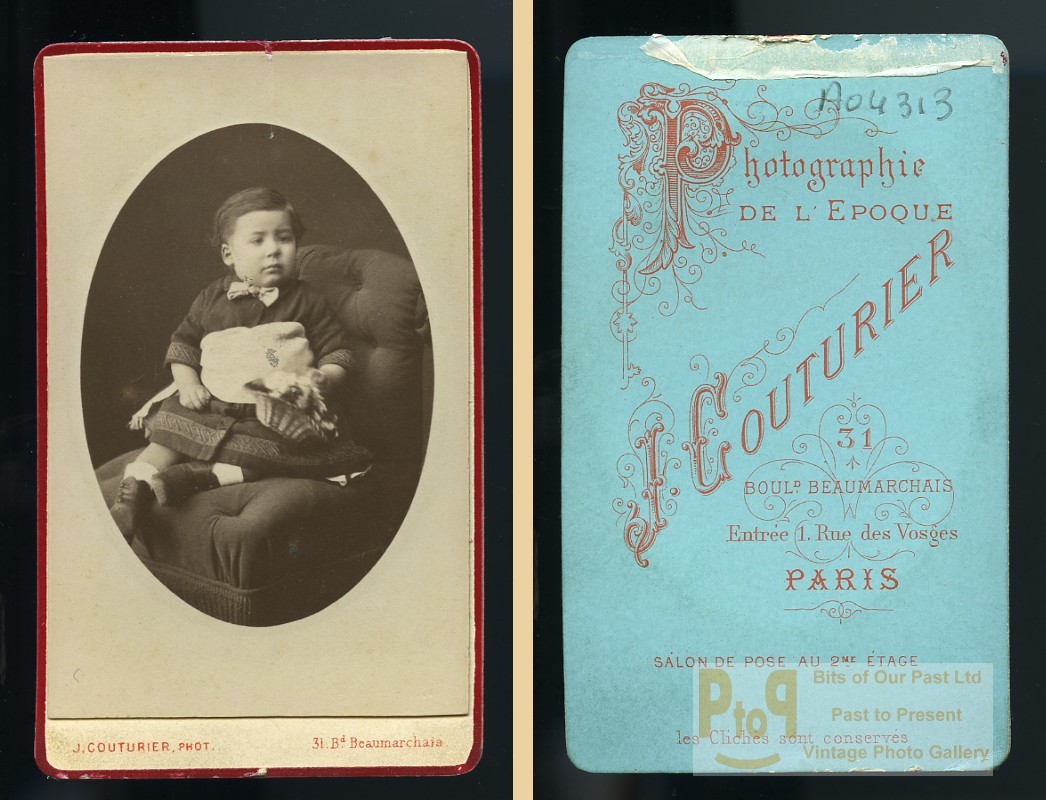 J. COUTURIER, PHOT. 31. Bd Beaumarchais.
A04313
Photographie
DE L'EPOQUE
J. COUTURIER
31
BOULD BEAUMARCHAIS
Entrée 1. Rue des Vosges
PARIS
SALON DE POSE AU 2ME ÉTAGE
les Clichés sont conservés
PtoP
Bits of Our Past Ltd
Past to Present
Vintage Photo Gallery